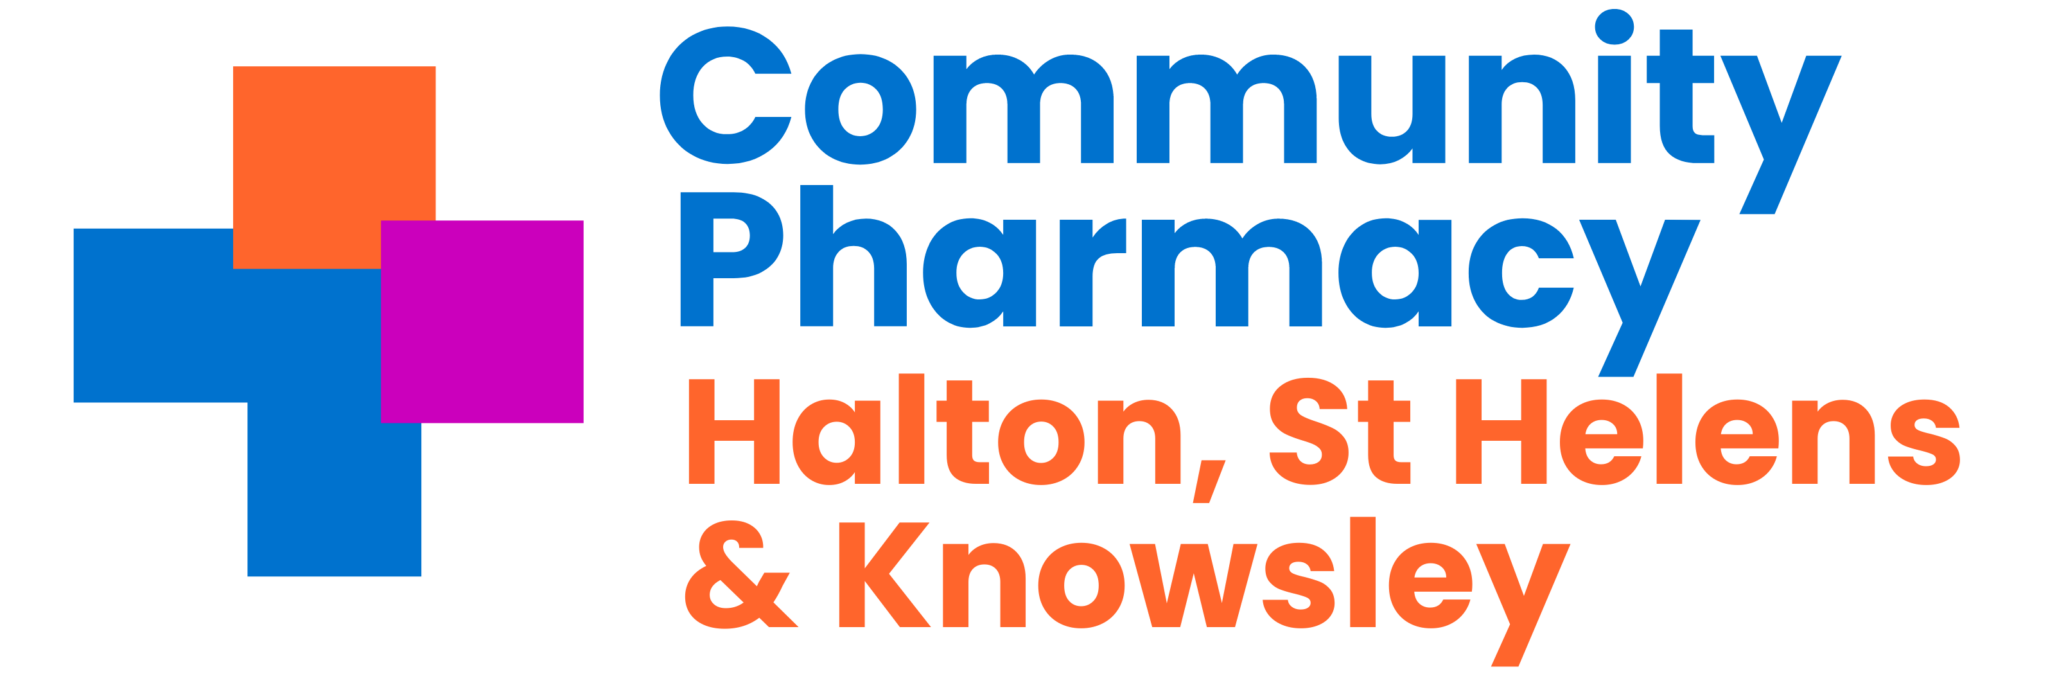 Community
Pharmacy
Halton, St Helens
& Knowsley